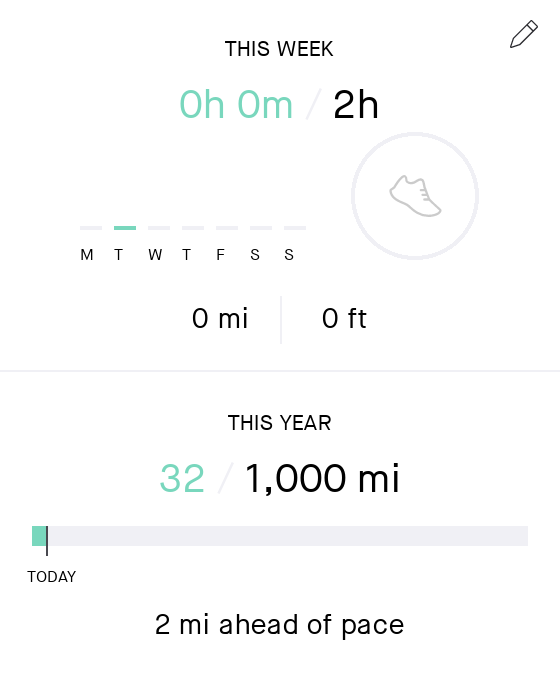 THIS WEEK
0h 0m / 2h
M T W T F S S
0 mi 0 ft
THIS YEAR
32 / 1,000 mi
TODAY
2 mi ahead of pace